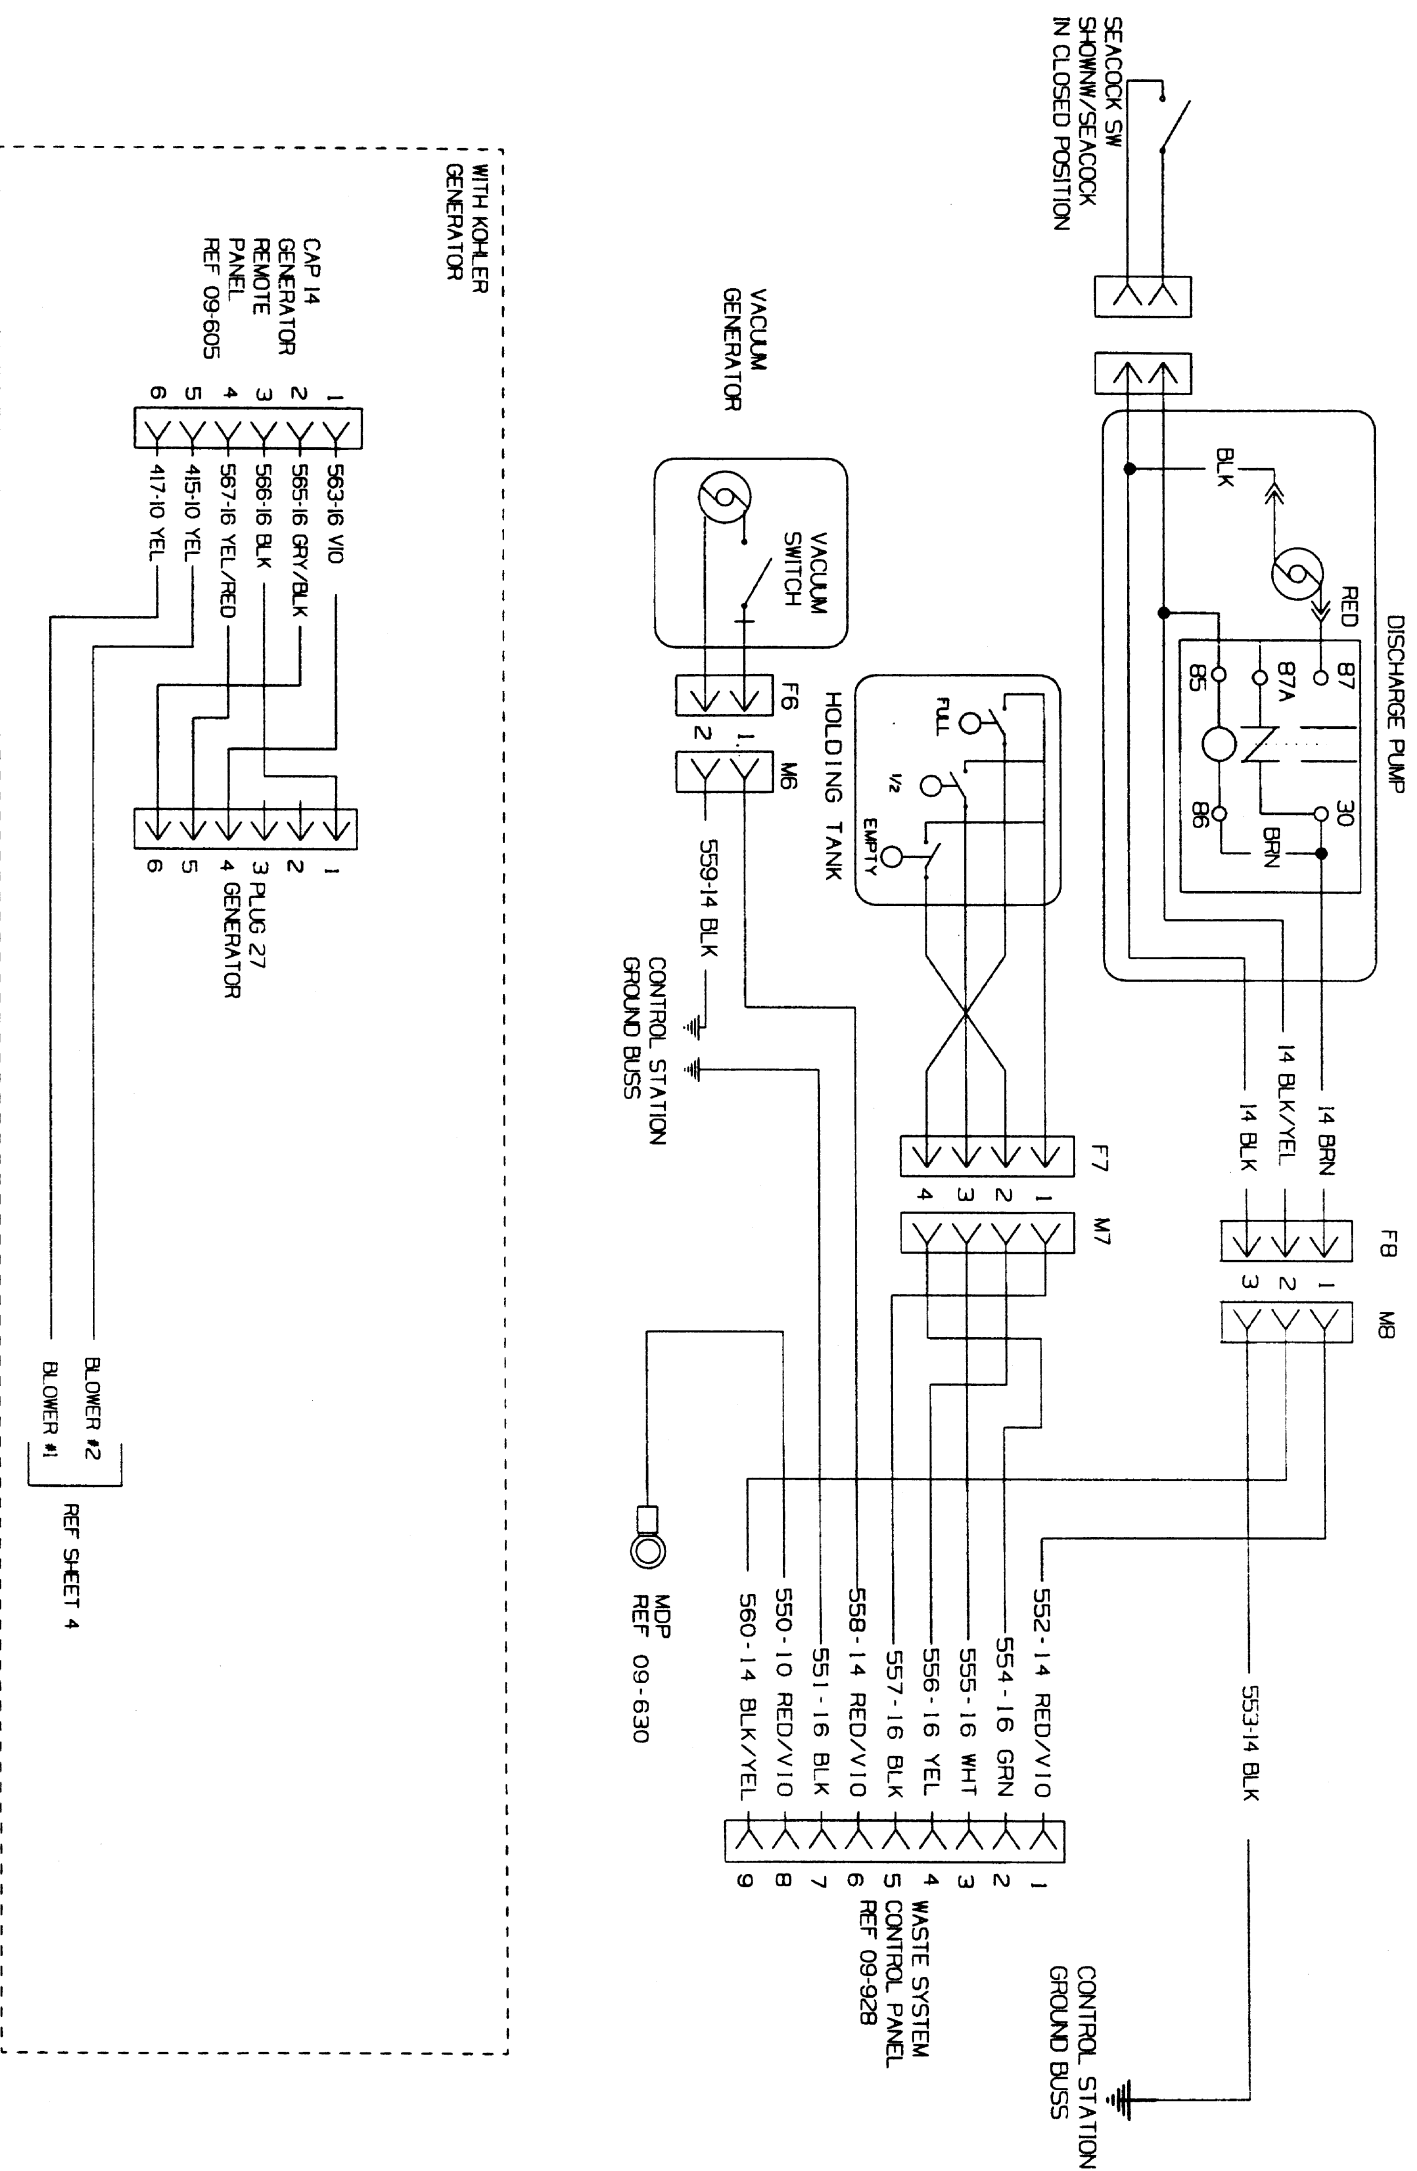 SEACOCK SW
SHOWNW/SEACOCK
IN CLOSED POSITION
DISCHARGE PUMP
BLK
RED
87
87A
85
30
86
BRN
14 BRN
14 BLK/YEL
14 BLK
F8
1
2
3
M8
553-14 BLK
CONTROL STATION
GROUND BUSS
HOLDING TANK
FULL
1/2
EMPTY
F7
1
2
3
4
M7
VACUUM
GENERATOR
VACUUM
SWITCH
F6
1
2
M6
559-14 BLK
CONTROL STATION
GROUND BUSS
MDP
REF 09-630
552-14 RED/VIO
554-16 GRN
555-16 WHT
556-16 YEL
557-16 BLK
558-14 RED/VIO
551-16 BLK
550-10 RED/VIO
560-14 BLK/YEL
1
2
3
4
5
6
7
8
9
WASTE SYSTEM
CONTROL PANEL
REF 09-928
WITH KOHLER
GENERATOR
CAP 14
GENERATOR
REMOTE
PANEL
REF 09-605
1
2
3
4
5
6
563-16 VIO
565-16 GRY/BLK
566-16 BLK
567-16 YEL/RED
415-10 YEL
417-10 YEL
1
2
3
4
5
6
PLUG 27
GENERATOR
BLOWER #2
BLOWER #1
REF SHEET 4